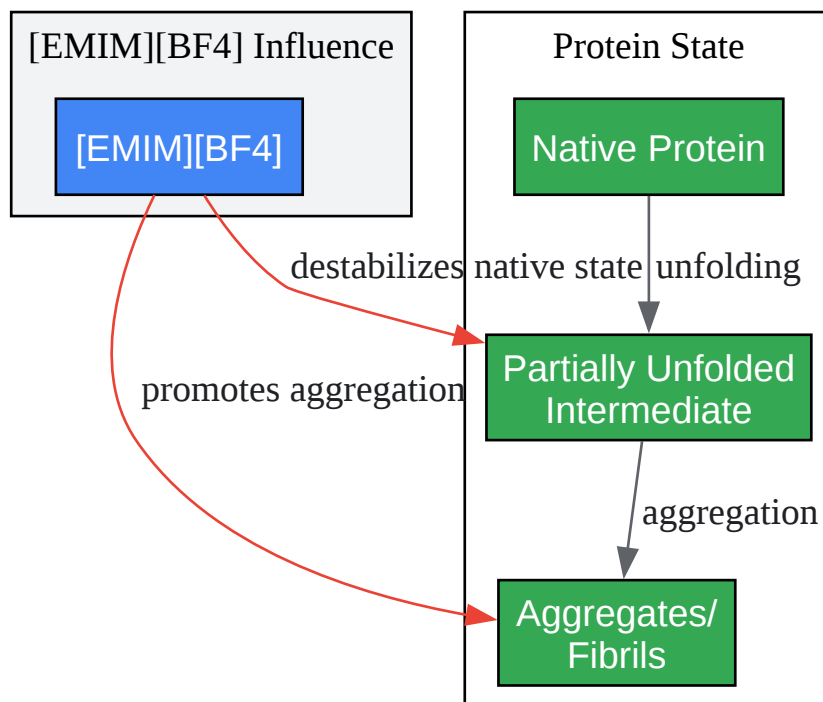 [EMIM][BF4] Influence
[EMIM][BF4]
Protein State
Native Protein
destabilizes native state
unfolding
Partially Unfolded
Intermediate
promotes aggregation
aggregation
Aggregates/
Fibrils